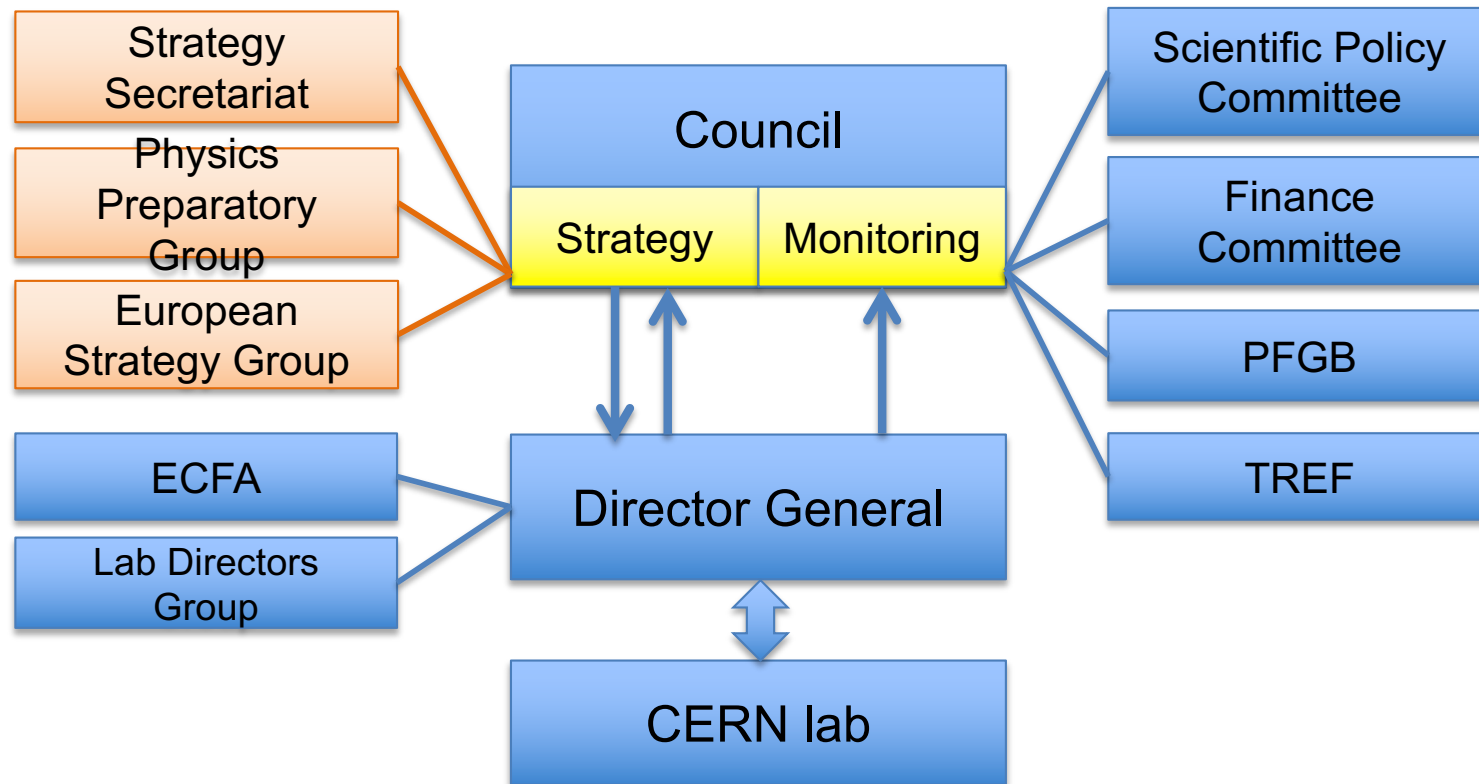 Strategy
Secretariat
Physics
Preparatory
Group
European
Strategy Group
ECFA
Lab Directors
Group
Council
Strategy
Monitoring
Director General
CERN lab
Scientific Policy
Committee
Finance
Committee
PFGB
TREF